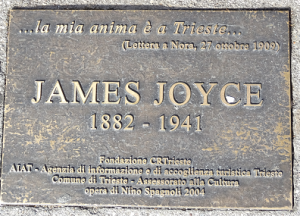 ...la mia anima è a Trieste...
(Lettera a Nora, 27 ottobre 1909)
JAMES JOYCE
1882 - 1941
Fondazione CRTrieste
AIAT - Agenzia di informazione e di accoglienza turistica Trieste
Comune di Trieste - Assessorato alla Cultura
opera di Nino Spagnoli 2004